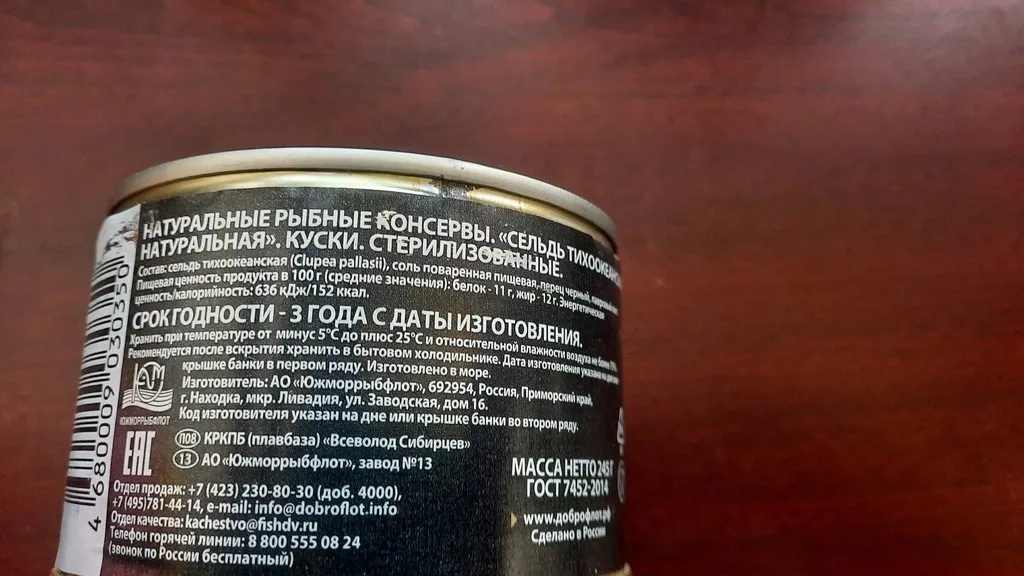 НАТУРАЛЬНЫЕ РЫБНЫЕ КОНСЕРВЫ. «СЕЛЬДЬ ТИХООКЕАНСКАЯ
НАТУРАЛЬНАЯ». КУСКИ. СТЕРИЛИЗОВАННЫЕ.
Состав: сельдь тихоокеанская (Clupea pallasii), соль поваренная пищевая, перец черный,
Пищевая ценность продукта в 100 г (средние значения): белок - 11 г, жир - 12 г. Энергетическая
ценность/калорийность: 636 кДж/152 ккал.
СРОК ГОДНОСТИ - 3 ГОДА С ДАТЫ ИЗГОТОВЛЕНИЯ.
Хранить при температуре от минус 5°С до плюс 25°С и относительной влажности воздуха не более
Рекомендуется после вскрытия хранить в бытовом холодильнике. Дата изготовления указана на
крышке банки в первом ряду. Изготовлено в море.
Изготовитель: АО «Южморрыбфлот», 692954, Россия, Приморский край,
г. Находка, мкр. Ливадия, ул. Заводская, дом 16.
Код изготовителя указан на дне или крышке банки во втором ряду.
ЮЖМОРРЫБФЛОТ
П08 КРКПБ (плавбаза) «Всеволод Сибирцев»
13 АО «Южморрыбфлот», завод №13
EAC
МАССА НЕТТО 245 Г
ГОСТ 7452-2014
Отдел продаж: +7 (423) 230-80-30 (доб. 4000),
+7 (495)781-44-14, e-mail: info@dobroflot.info
Отдел качества: kachestvo@fishdv.ru
Телефон горячей линии: 8 800 555 08 24
(звонок по России бесплатный)
www.доброфлот.рф
Сделано в России
4 680009 030350